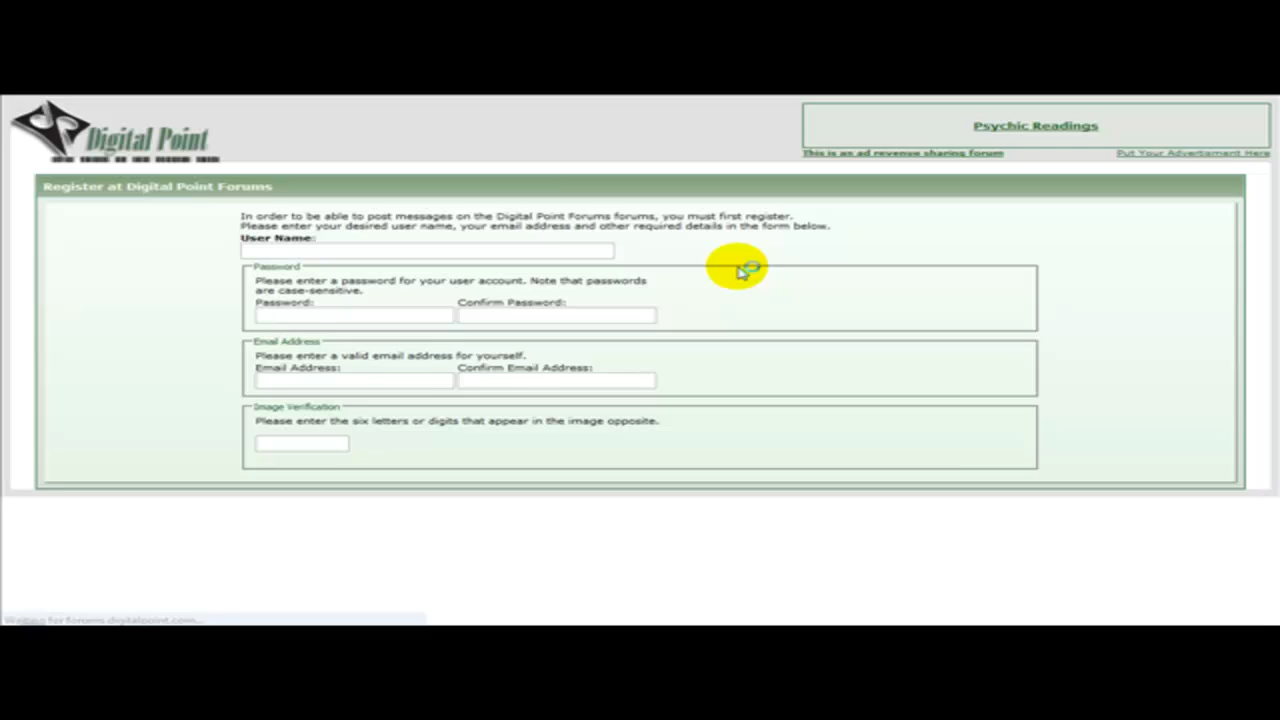 Digital Point
Psychic Readings
This is an ad revenue sharing forum
Put Your Advertisment Here
Register at Digital Point Forums
In order to be able to post messages on the Digital Point Forums forums, you must first register.
Please enter your desired user name, your email address and other required details in the form below.
User Name:
Password
Please enter a password for your user account. Note that passwords
are case-sensitive.
Password:
Confirm Password:
Email Address
Please enter a valid email address for yourself.
Email Address:
Confirm Email Address:
Image Verification
Please enter the six letters or digits that appear in the image opposite.
Waiting for forums.digitalpoint.com...